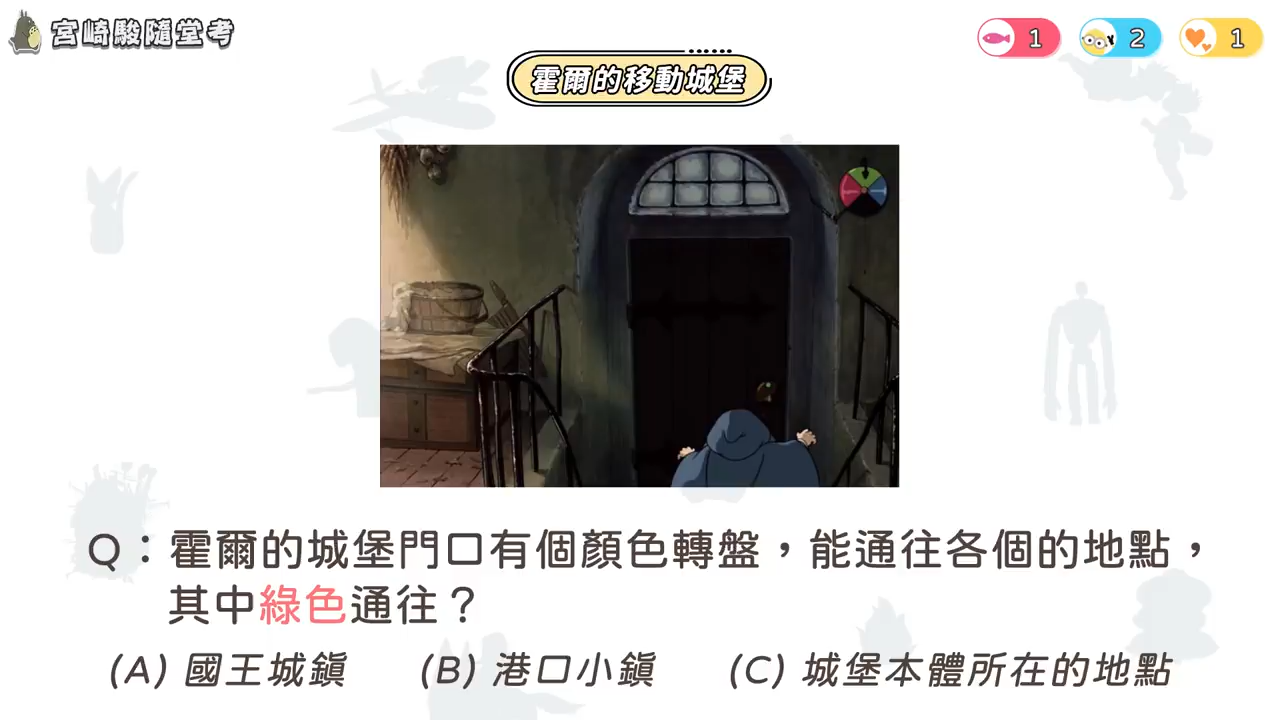 宮崎駿隨堂考
1
2
1
霍爾的移動城堡
Q：霍爾的城堡門口有個顏色轉盤，能通往各個的地點，
其中綠色通往？
(A) 國王城鎮 (B) 港口小鎮 (C) 城堡本體所在的地點